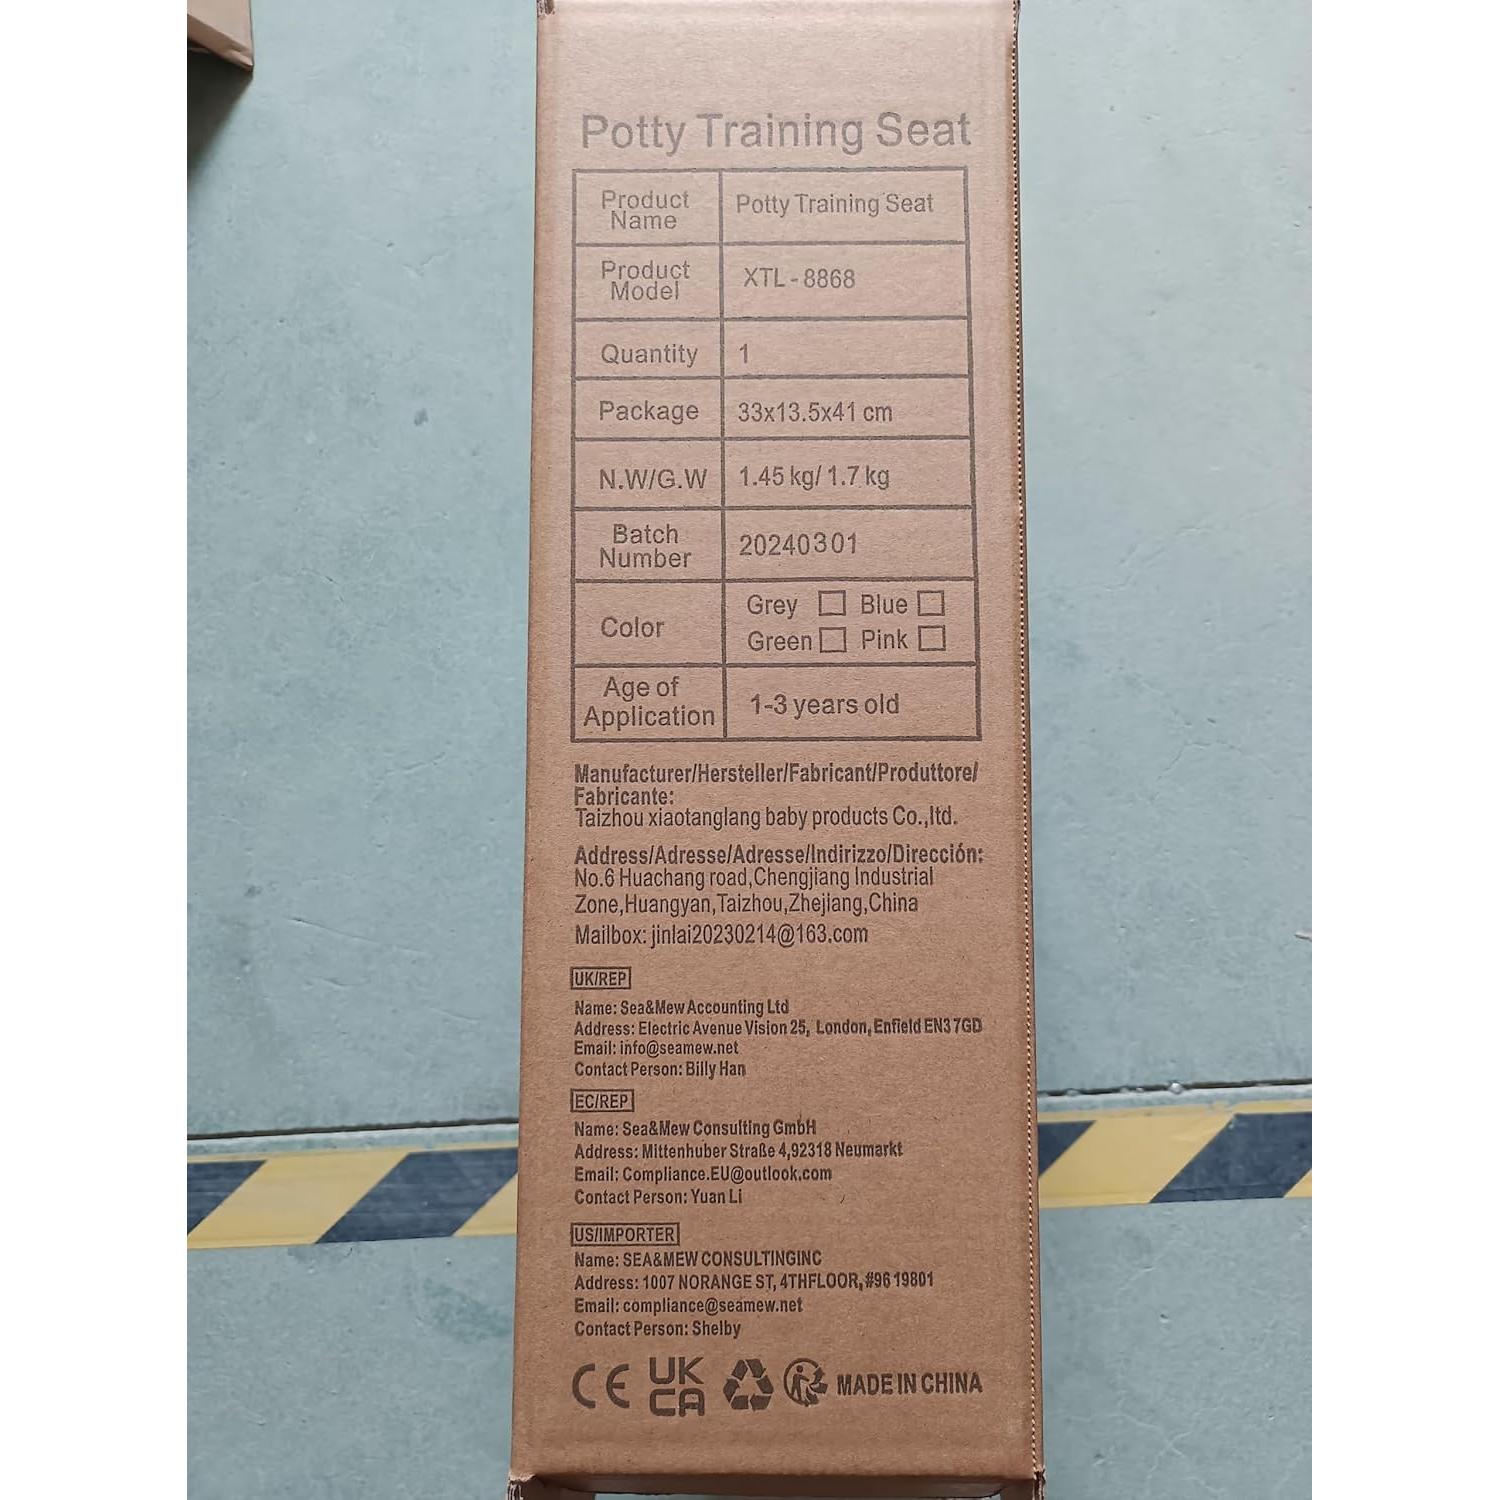 Potty Training Seat
Product Name Potty Training Seat
Product Model XTL-8868
Quantity 1
Package 33x13.5x41 cm
N.W/G.W 1.45 kg/ 1.7 kg
Batch Number 20240301
Color Grey Blue
Green Pink
Age of Application 1-3 years old
Manufacturer/Hersteller/Fabricant/Produttore/
Fabricante:
Taizhou xiaotanglang baby products Co.,ltd.
Address/Adresse/Adresse/Indirizzo/Dirección:
No.6 Huachang road,Chengjiang Industrial
Zone,Huangyan,Taizhou,Zhejiang,China
Mailbox: jinlai20230214@163.com
UK/REP
Name: Sea&Mew Accounting Ltd
Address: Electric Avenue Vision 25, London, Enfield EN3 7GD
Email: info@seamew.net
Contact Person: Billy Han
EC/REP
Name: Sea&Mew Consulting GmbH
Address: Mittenhuber Straße 4,92318 Neumarkt
Email: Compliance.EU@outlook.com
Contact Person: Yuan Li
US/IMPORTER
Name: SEA&MEW CONSULTINGINC
Address: 1007 NORANGE ST, 4THFLOOR,#96 19801
Email: compliance@seamew.net
Contact Person: Shelby
CE UK CA MADE IN CHINA